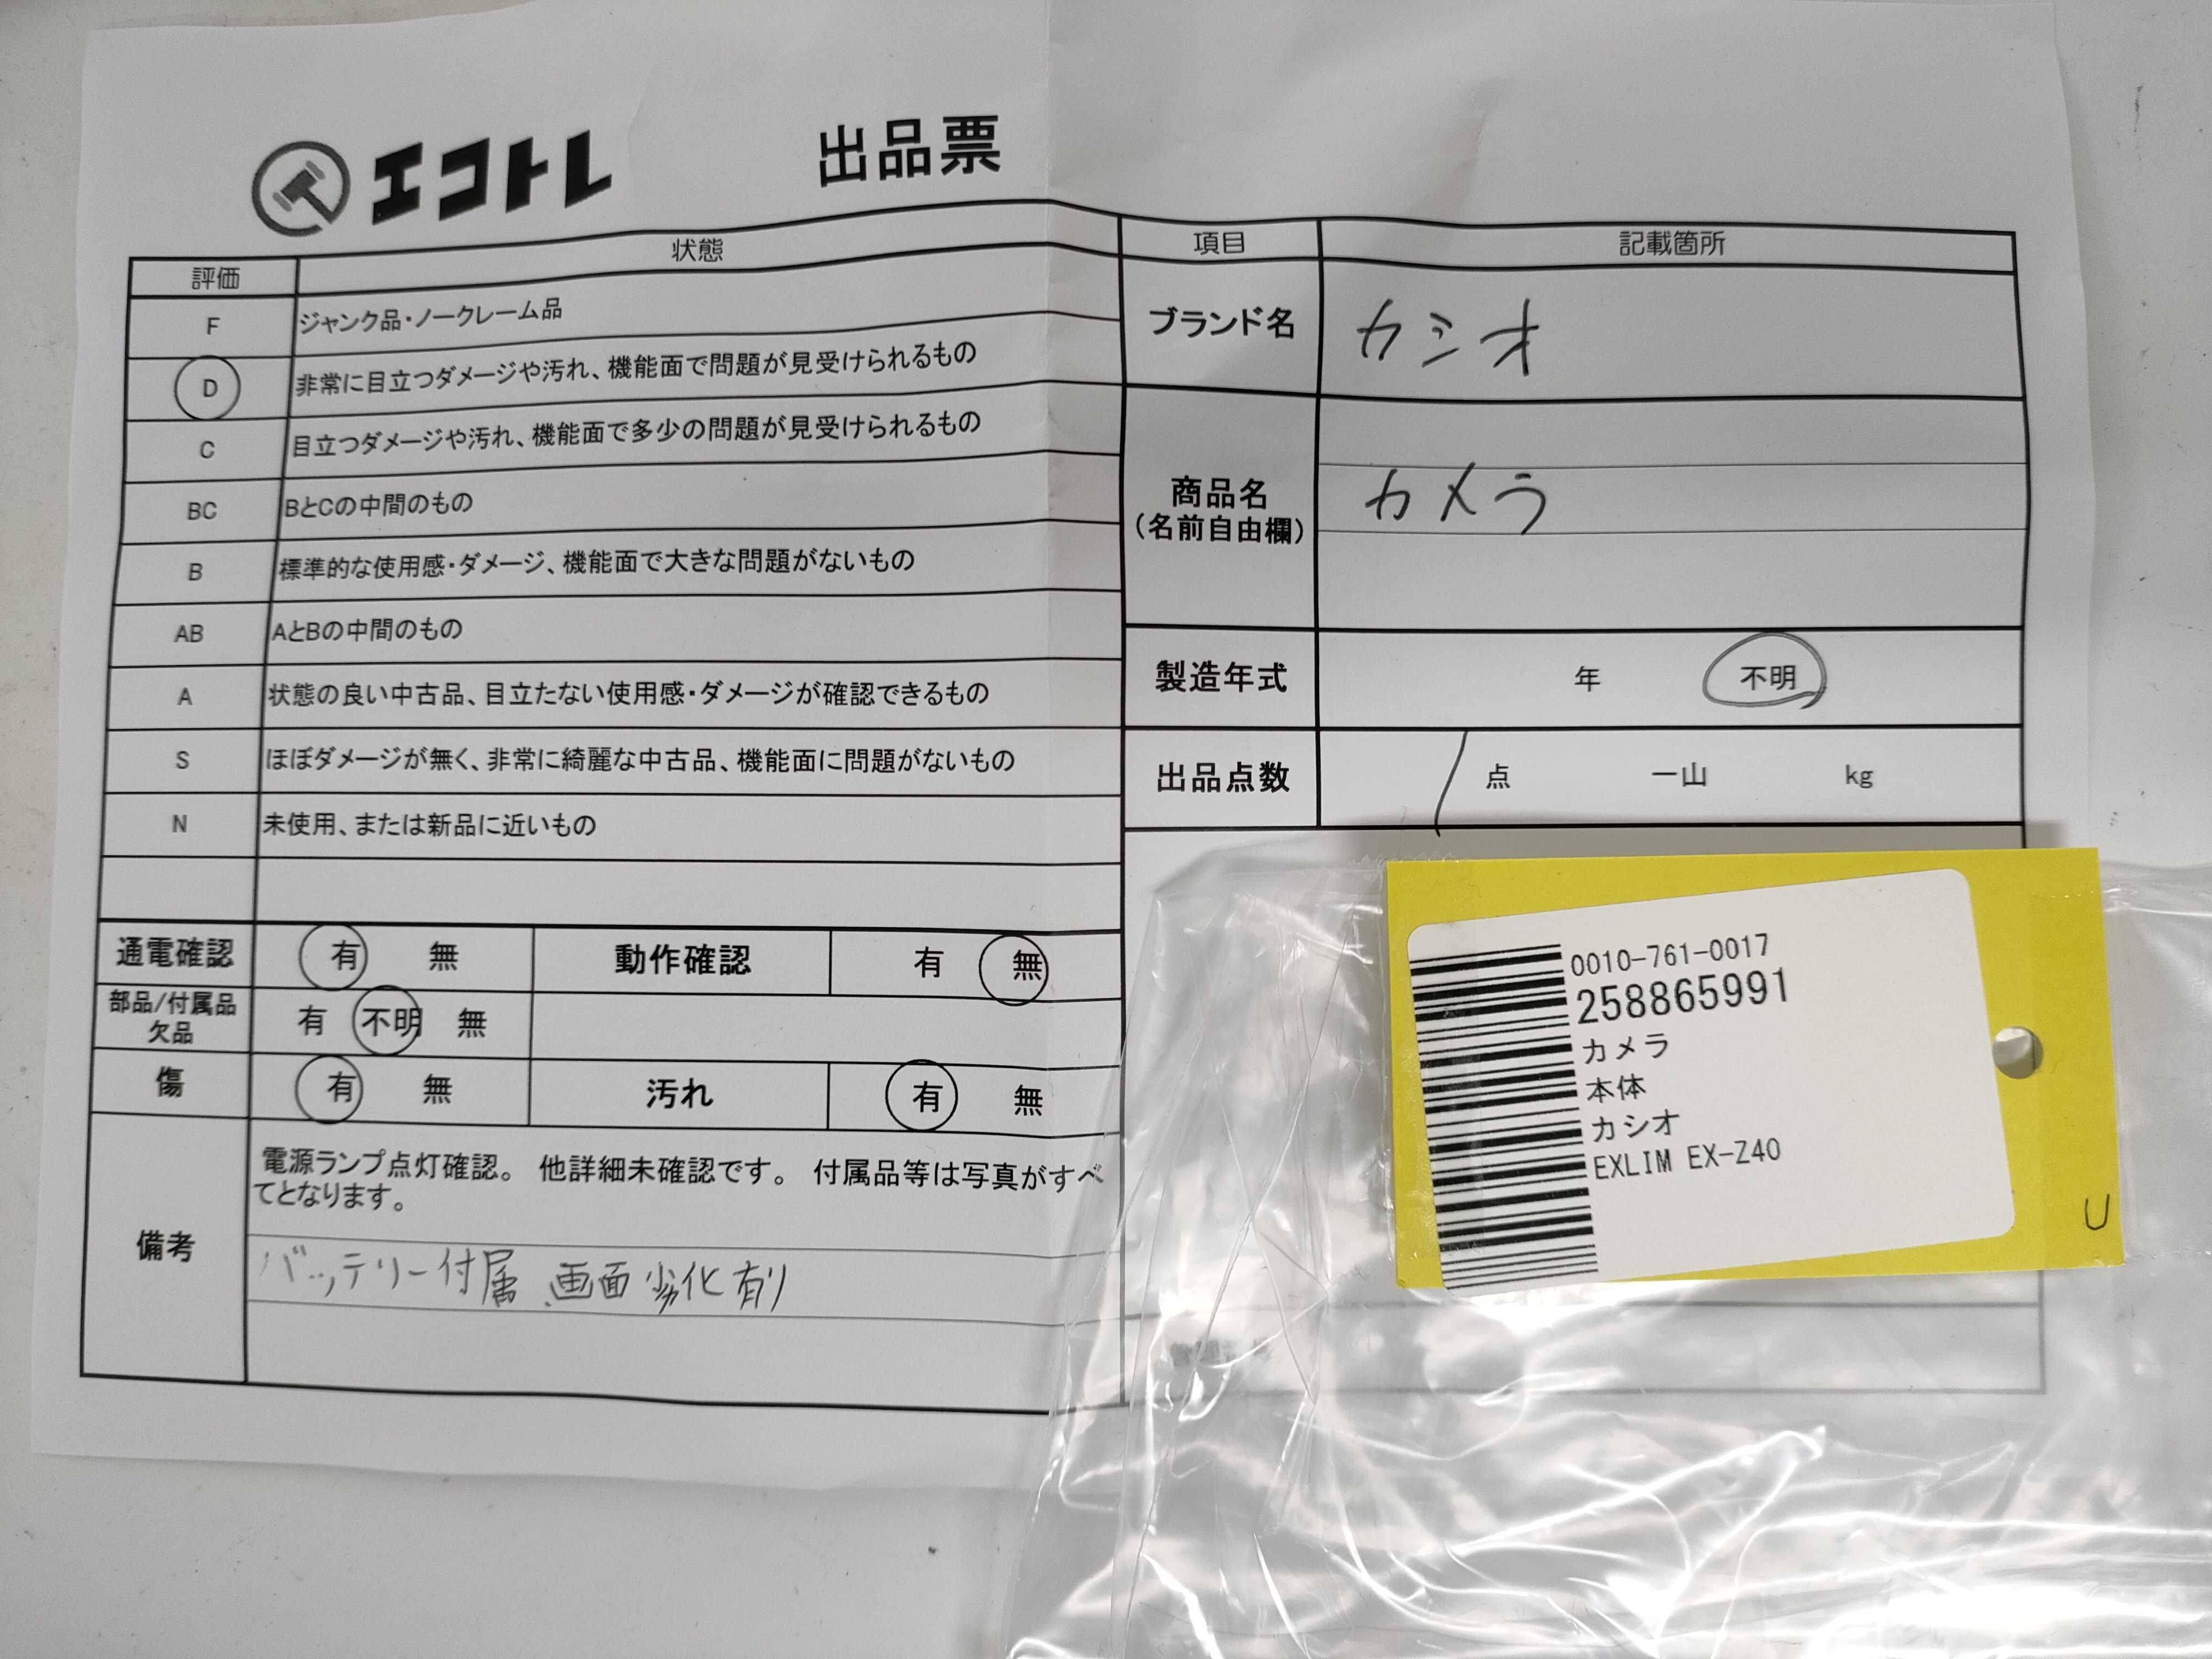 エコトレ
出品票
評価 状態
F ジャンク品・ノークレーム品
D 非常に目立つダメージや汚れ、機能面で問題が見受けられるもの
C 目立つダメージや汚れ、機能面で多少の問題が見受けられるもの
BC BとCの中間のもの
B 標準的な使用感・ダメージ、機能面で大きな問題がないもの
AB AとBの中間のもの
A 状態の良い中古品、目立たない使用感・ダメージが確認できるもの
S ほぼダメージが無く、非常に綺麗な中古品、機能面に問題がないもの
N 未使用、または新品に近いもの
通電確認 有 無 動作確認 有 無
部品/付属品
欠品 有 不明 無
傷 有 無 汚れ 有 無
備考
電源ランプ点灯確認。 他詳細未確認です。 付属品等は写真がすべ
てとなります。
バッテリー付属、画面劣化有り
項目 記載箇所
ブランド名 カシオ
商品名
(名前自由欄) カメラ
製造年式 年 不明
出品点数 1 点 一山 kg
0010-761-0017
258865991
カメラ
本体
カシオ
EXLIM EX-Z40
U